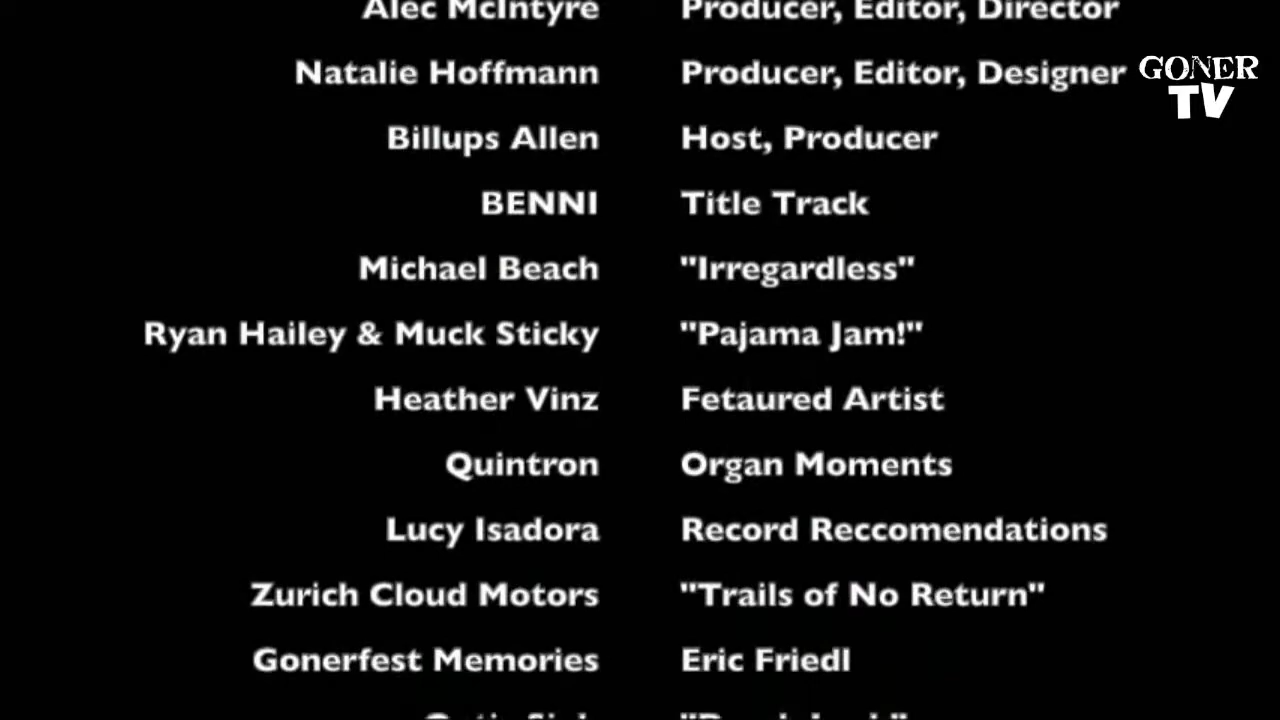 Alec McIntyre Producer, Editor, Director
Natalie Hoffmann Producer, Editor, Designer
GONER
TV
Billups Allen Host, Producer
BENNI Title Track
Michael Beach "Irregardless"
Ryan Hailey & Muck Sticky "Pajama Jam!"
Heather Vinz Fetaured Artist
Quintron Organ Moments
Lucy Isadora Record Reccomendations
Zurich Cloud Motors "Trails of No Return"
Gonerfest Memories Eric Friedl